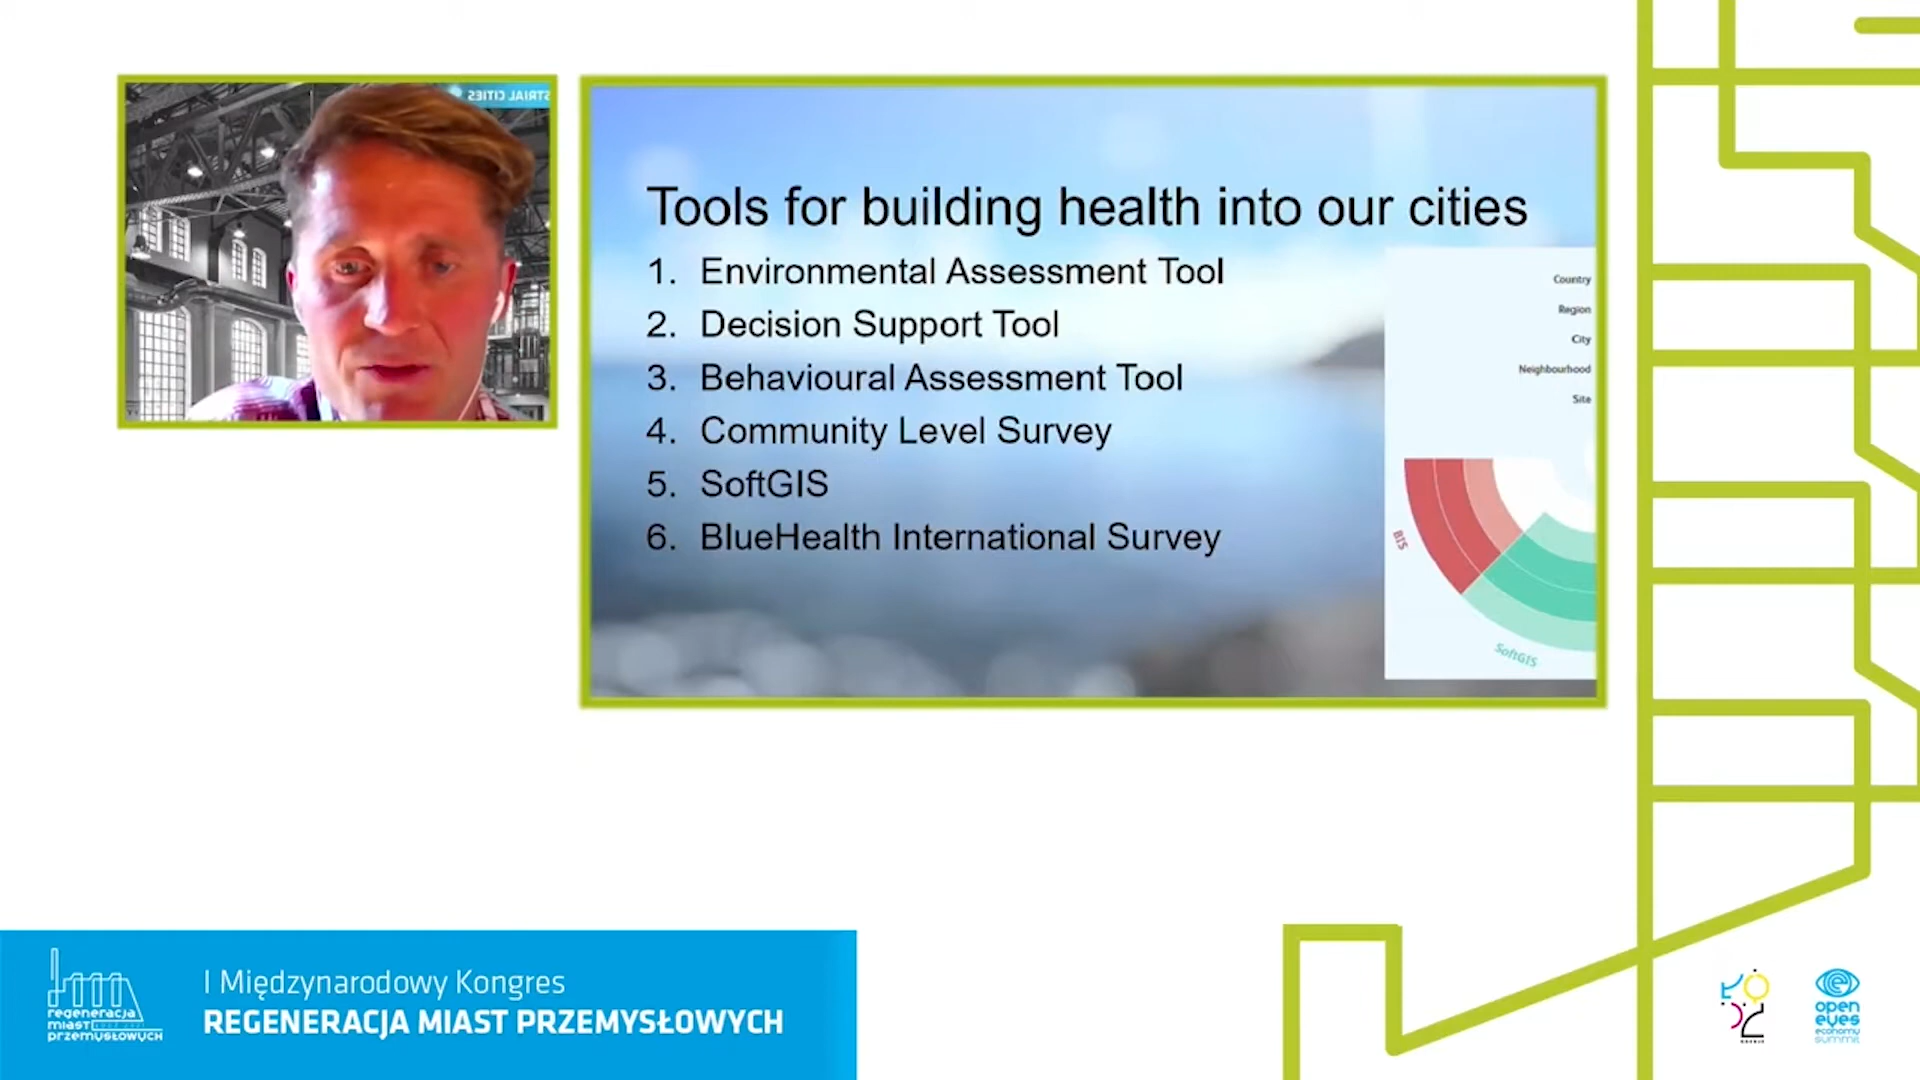 STRIAL CITIES
Tools for building health into our cities
1. Environmental Assessment Tool
2. Decision Support Tool
3. Behavioural Assessment Tool
4. Community Level Survey
5. SoftGIS
6. BlueHealth International Survey
Country
Region
City
Neighbourhood
Site
BIS
SoftGIS
I Międzynarodowy Kongres
REGENERACJA MIAST PRZEMYSŁOWYCH
regeneracja
miast
przemysłowych
open
eyes
economy
summit